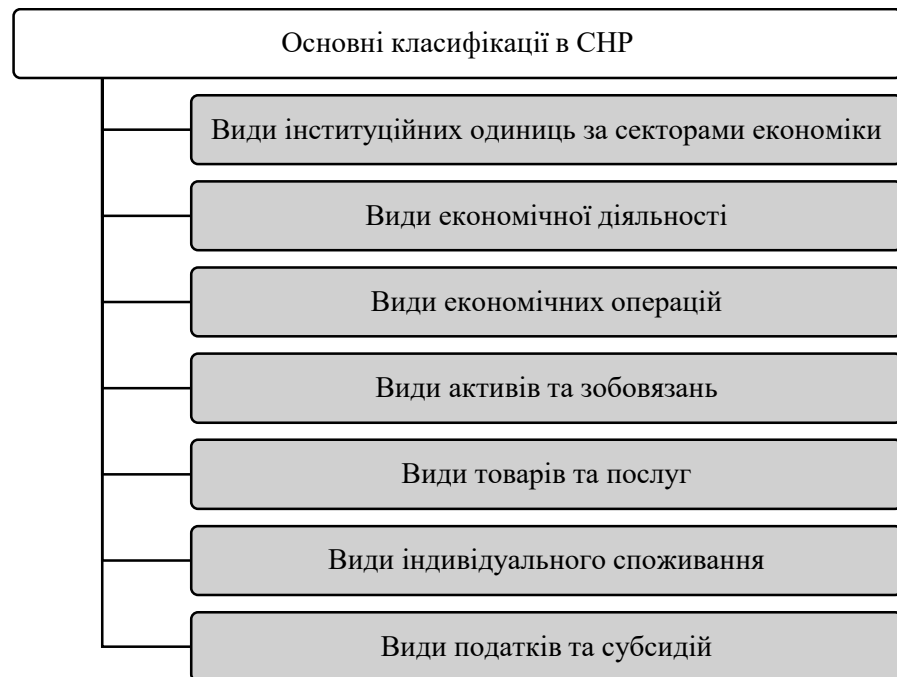 Основні класифікації в СНР
Види інституційних одиниць за секторами економіки
Види економічної діяльності
Види економічних операцій
Види активів та зобовязань
Види товарів та послуг
Види індивідуального споживання
Види податків та субсидій